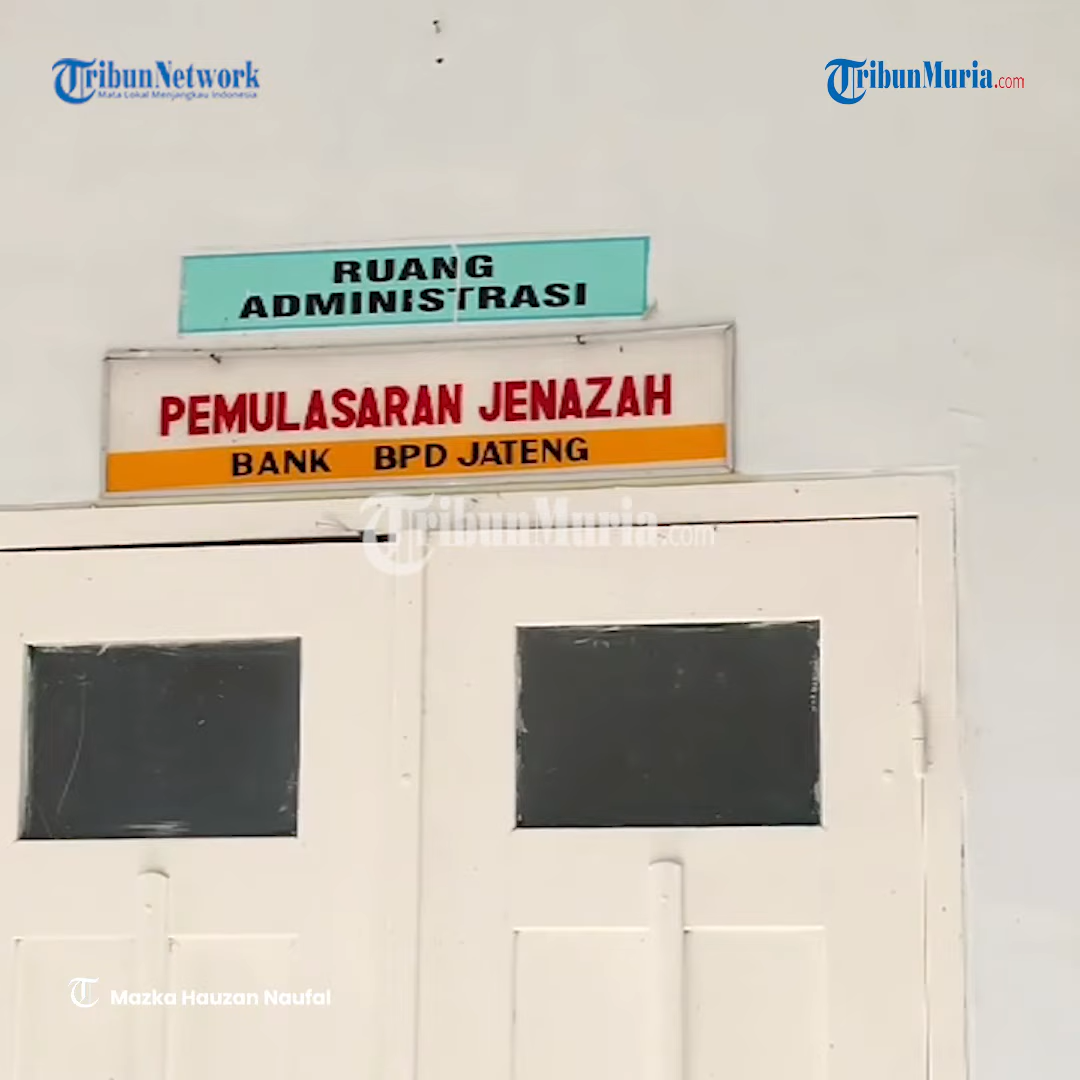 TribunNetwork
Mata Lokal Menjangkau Indonesia
TribunMuria.com
RUANG
ADMINISTRASI
PEMULASARAN JENAZAH
BANK BPD JATENG
TribunMuria.com
Mazka Hauzan Naufal